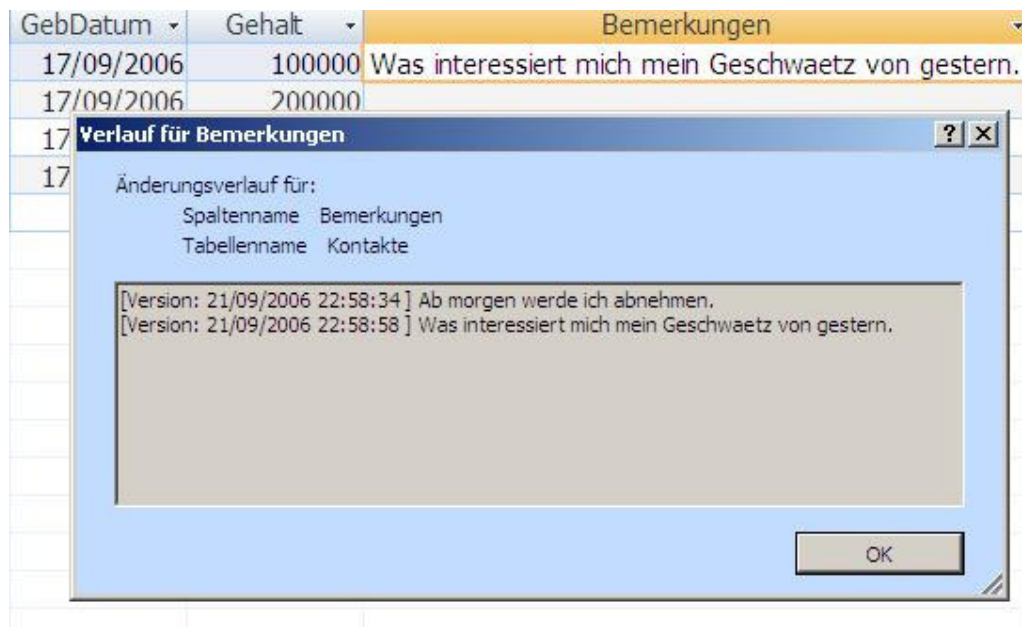 GebDatum Gehalt Bemerkungen
17/09/2006 100000 Was interessiert mich mein Geschwaetz von gestern.
17/09/2006 200000
17
17
Verlauf für Bemerkungen
Änderungsverlauf für:
Spaltenname Bemerkungen
Tabellenname Kontakte
[Version: 21/09/2006 22:58:34 ] Ab morgen werde ich abnehmen.
[Version: 21/09/2006 22:58:58 ] Was interessiert mich mein Geschwaetz von gestern.
OK